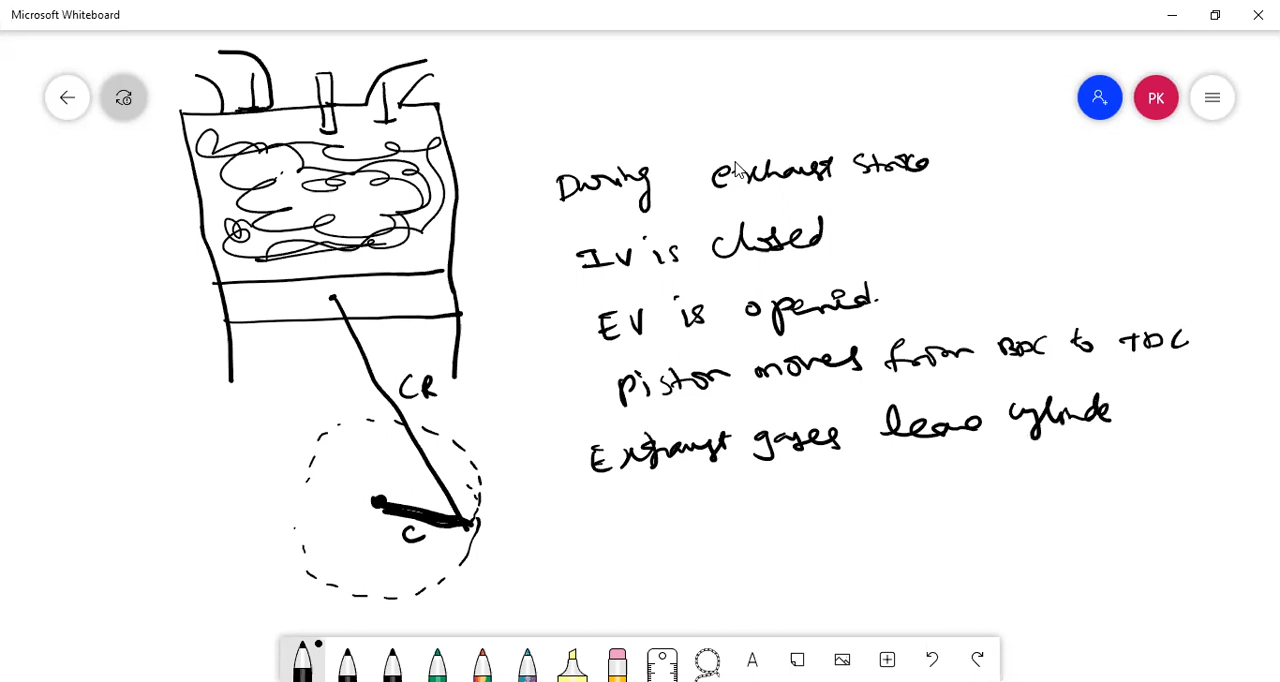 Microsoft Whiteboard
PK
During exhaust stroke
IV is closed
EV is opened.
Piston moves from BDC to TDC
Exhaust gases leave cylinde
CR
C
A